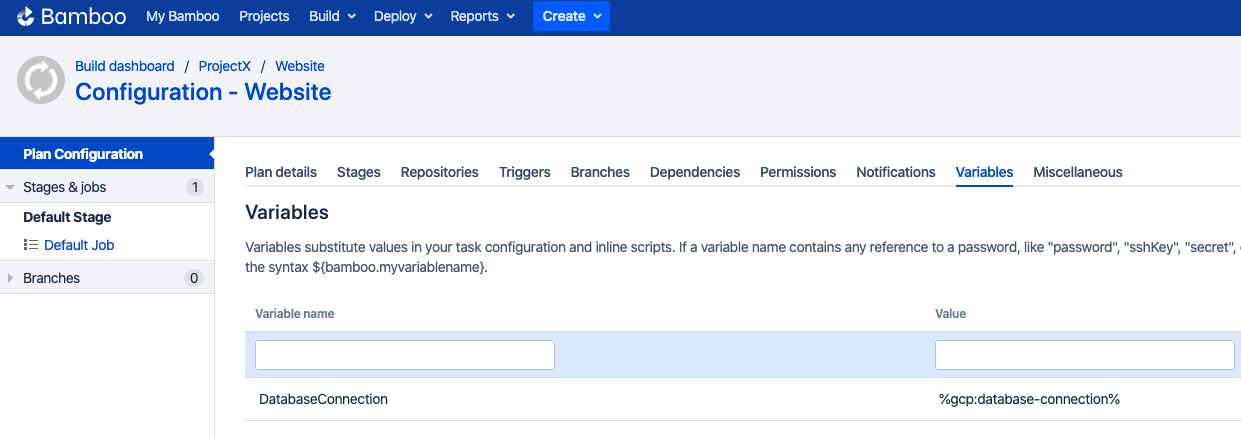 Bamboo My Bamboo Projects Build Deploy Reports Create
Build dashboard / ProjectX / Website
Configuration - Website
Plan Configuration
Stages & jobs 1
Default Stage
Default Job
Branches 0
Plan details Stages Repositories Triggers Branches Dependencies Permissions Notifications Variables Miscellaneous
Variables
Variables substitute values in your task configuration and inline scripts. If a variable name contains any reference to a password, like "password", "sshKey", "secret",
the syntax ${bamboo.myvariablename}.
Variable name Value
DatabaseConnection %gcp:database-connection%